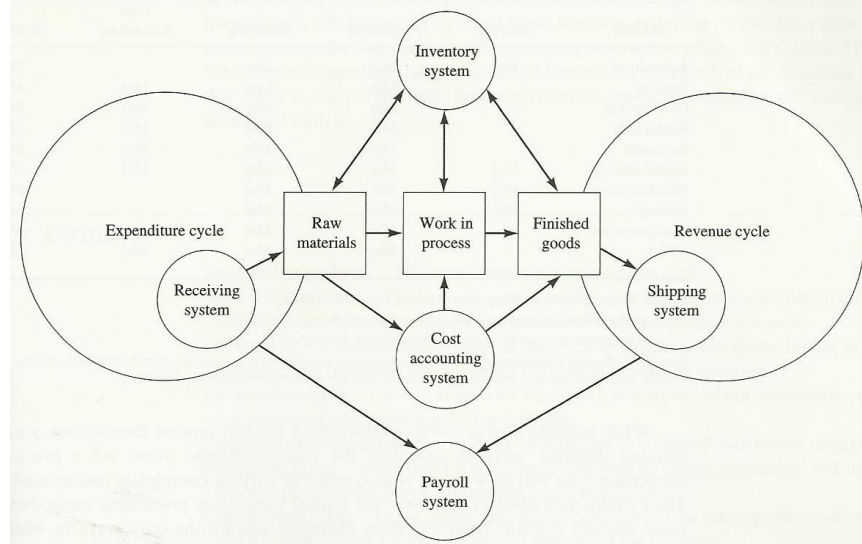 Inventory
system
Expenditure cycle
Raw
materials
Work in
process
Finished
goods
Revenue cycle
Receiving
system
Shipping
system
Cost
accounting
system
Payroll
system